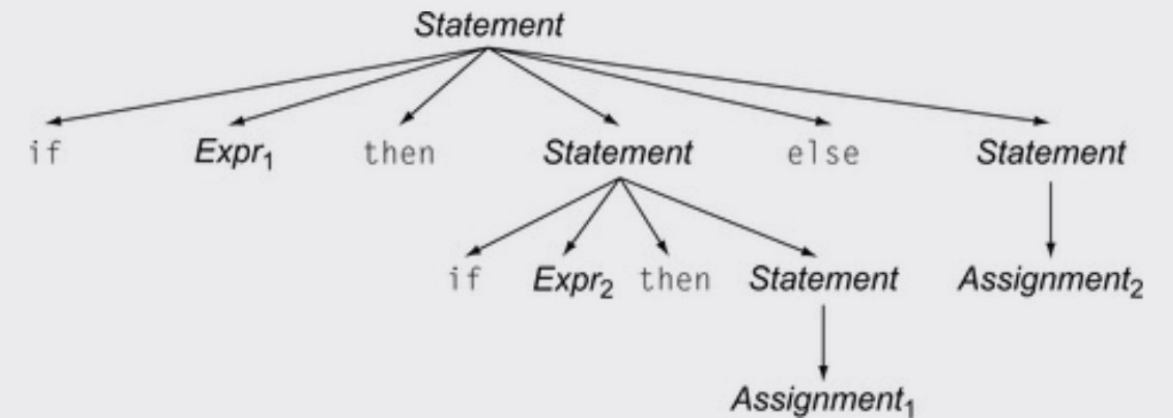 Statement
if Expr₁ then Statement else Statement
if Expr₂ then Statement Assignment₂
Assignment₁